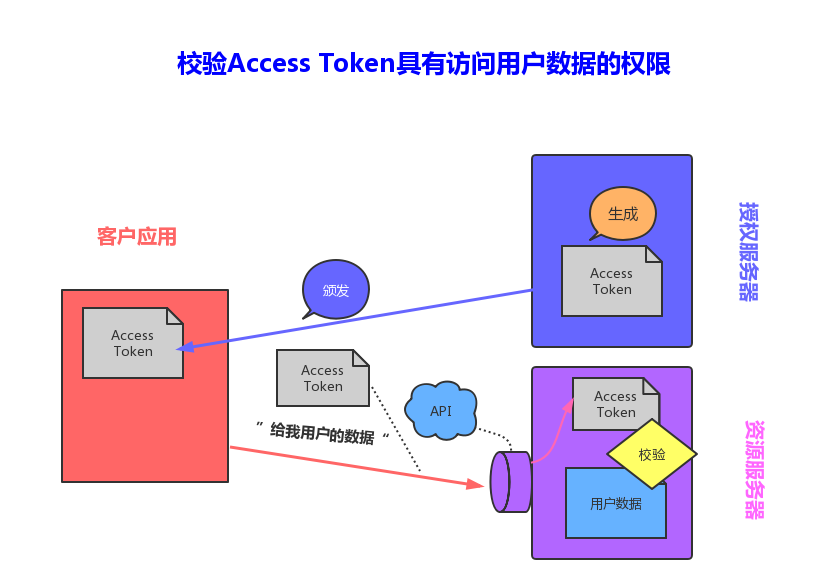 校验Access Token具有访问用户数据的权限
客户应用
Access
Token
颁发
生成
Access
Token
授权服务器
Access
Token
”给我用户的数据“
API
Access
Token
校验
用户数据
资源服务器